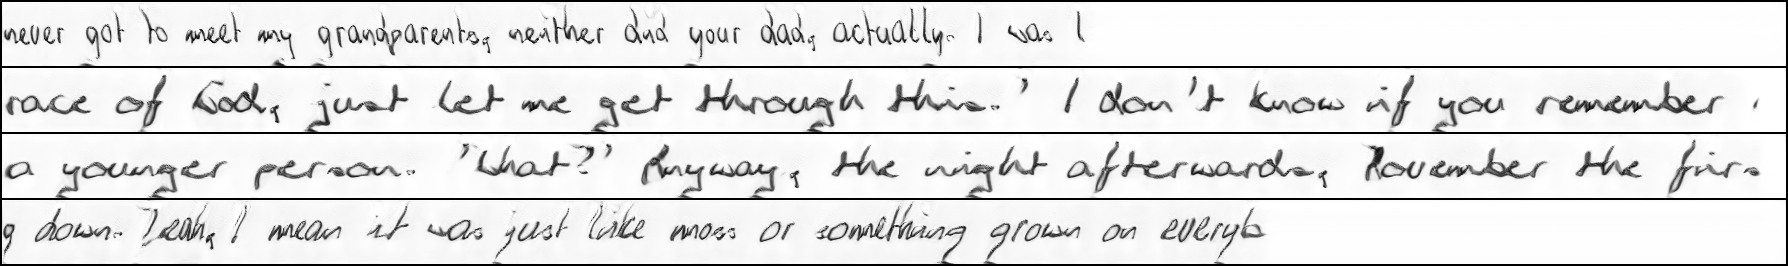 never got to meet my grandparents, neither did your dad, actually. I was l
race of God, just let me get through this.' I don't know if you remember
a younger person. 'What?' Anyway, the night afterwards, November the firs
g down. Yeah, I mean it was just like moss or something grown on everyb